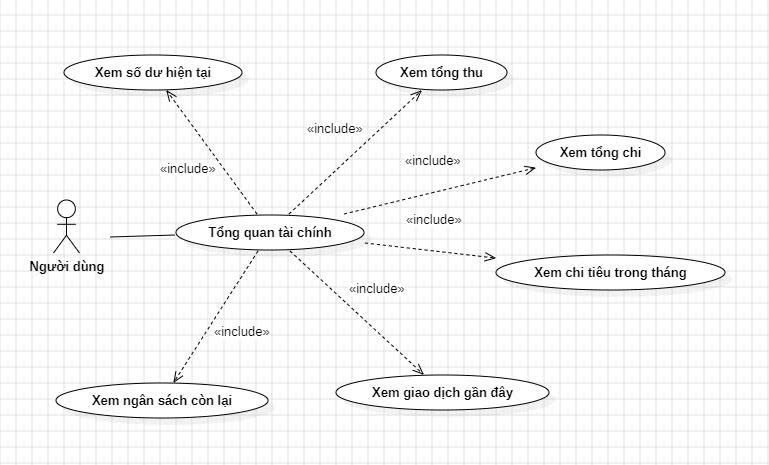 Xem số dư hiện tại
Xem tổng thu
«include»
Xem tổng chi
«include»
«include»
«include»
Tổng quan tài chính
Người dùng
Xem chi tiêu trong tháng
«include»
«include»
Xem ngân sách còn lại
Xem giao dịch gần đây